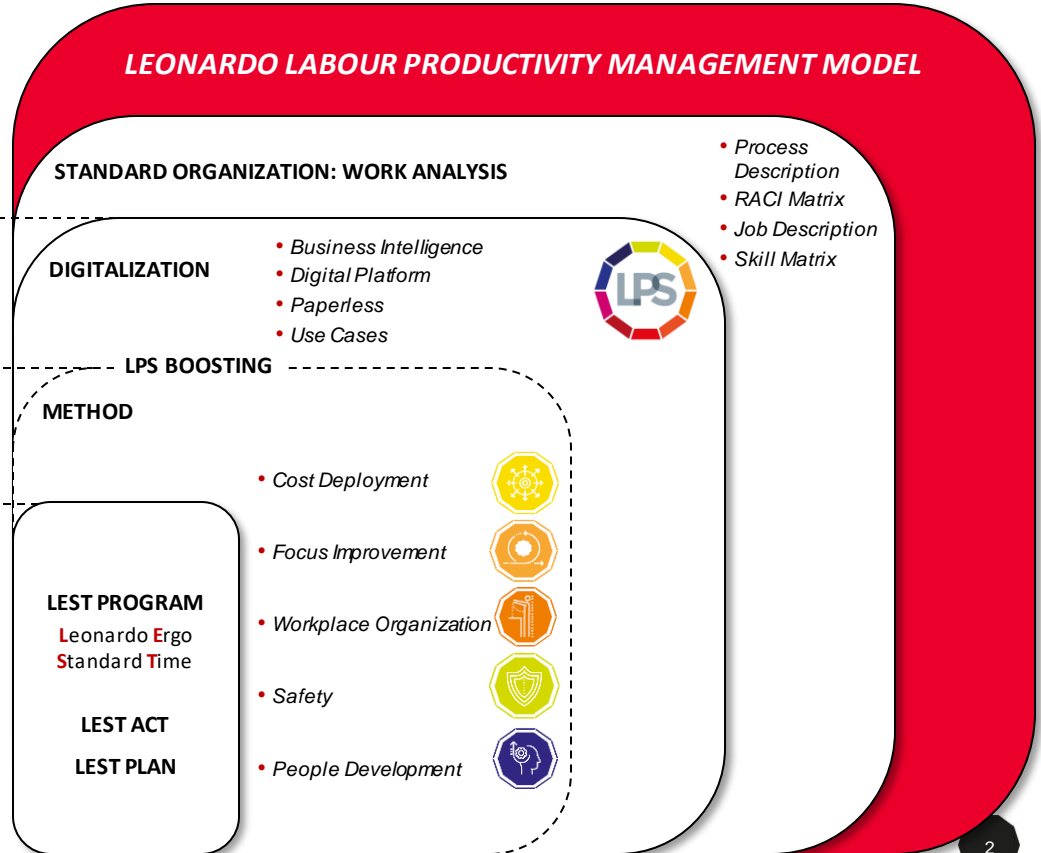 LEONARDO LABOUR PRODUCTIVITY MANAGEMENT MODEL
STANDARD ORGANIZATION: WORK ANALYSIS
• Process
Description
• RACI Matrix
• Job Description
• Skill Matrix
DIGITALIZATION
• Business Intelligence
• Digital Platform
• Paperless
• Use Cases
LPS
LPS BOOSTING
METHOD
• Cost Deployment
• Focus Improvement
• Workplace Organization
• Safety
• People Development
LEST PROGRAM
Leonardo Ergo
Standard Time
LEST ACT
LEST PLAN
2